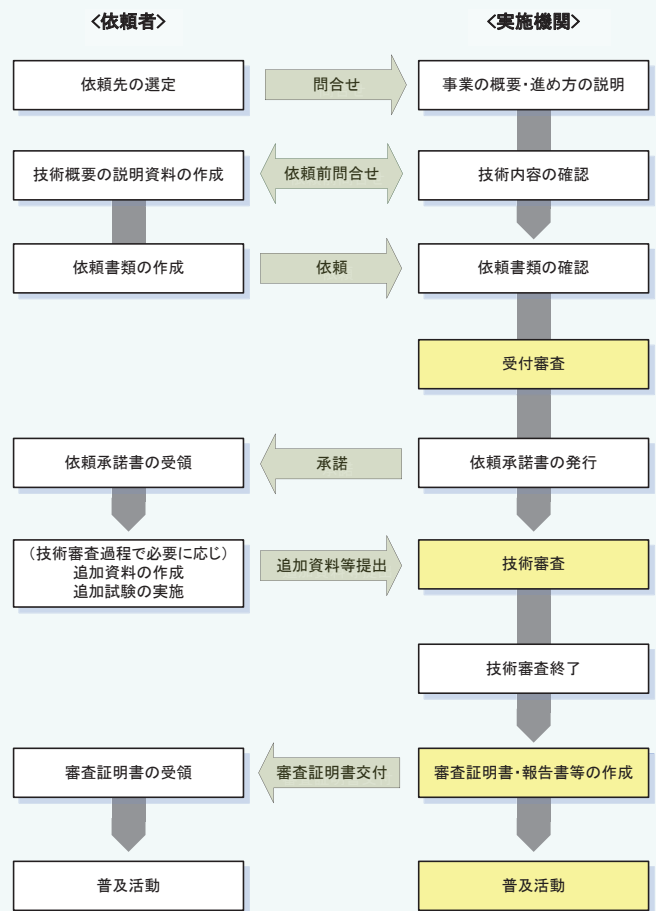 <依頼者>
<実施機関>
依頼先の選定
問合せ
事業の概要・進め方の説明
技術概要の説明資料の作成
依頼前問合せ
技術内容の確認
依頼書類の作成
依頼
依頼書類の確認
受付審査
依頼承諾書の受領
承諾
依頼承諾書の発行
(技術審査過程で必要に応じ)
追加資料の作成
追加試験の実施
追加資料等提出
技術審査
技術審査終了
審査証明書の受領
審査証明書交付
審査証明書・報告書等の作成
普及活動
普及活動